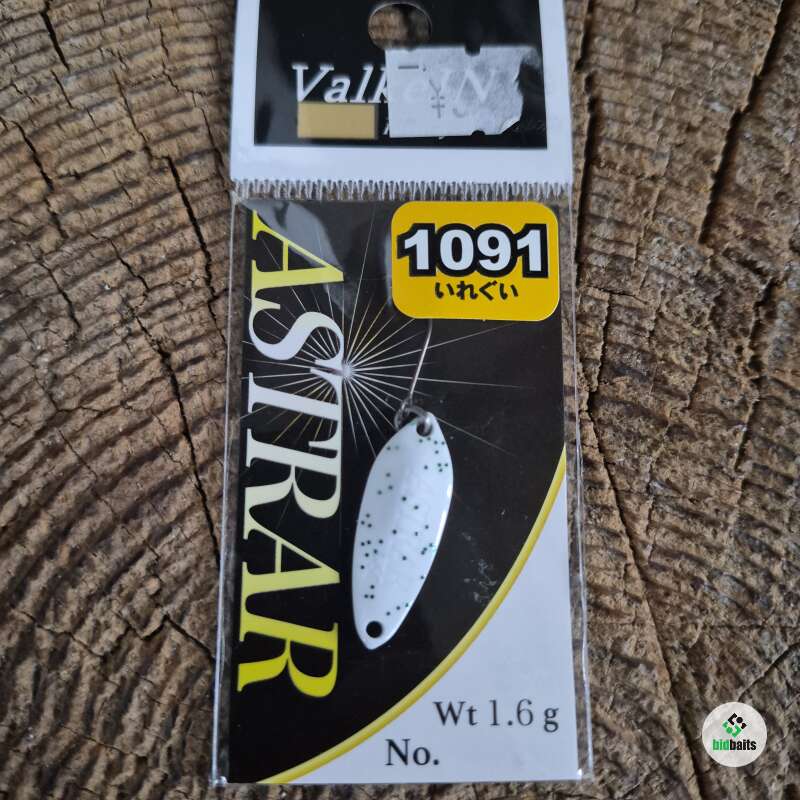 ¥
1091
いれぐい
ASTRAR
Wt 1.6 g
No.
bidbaits